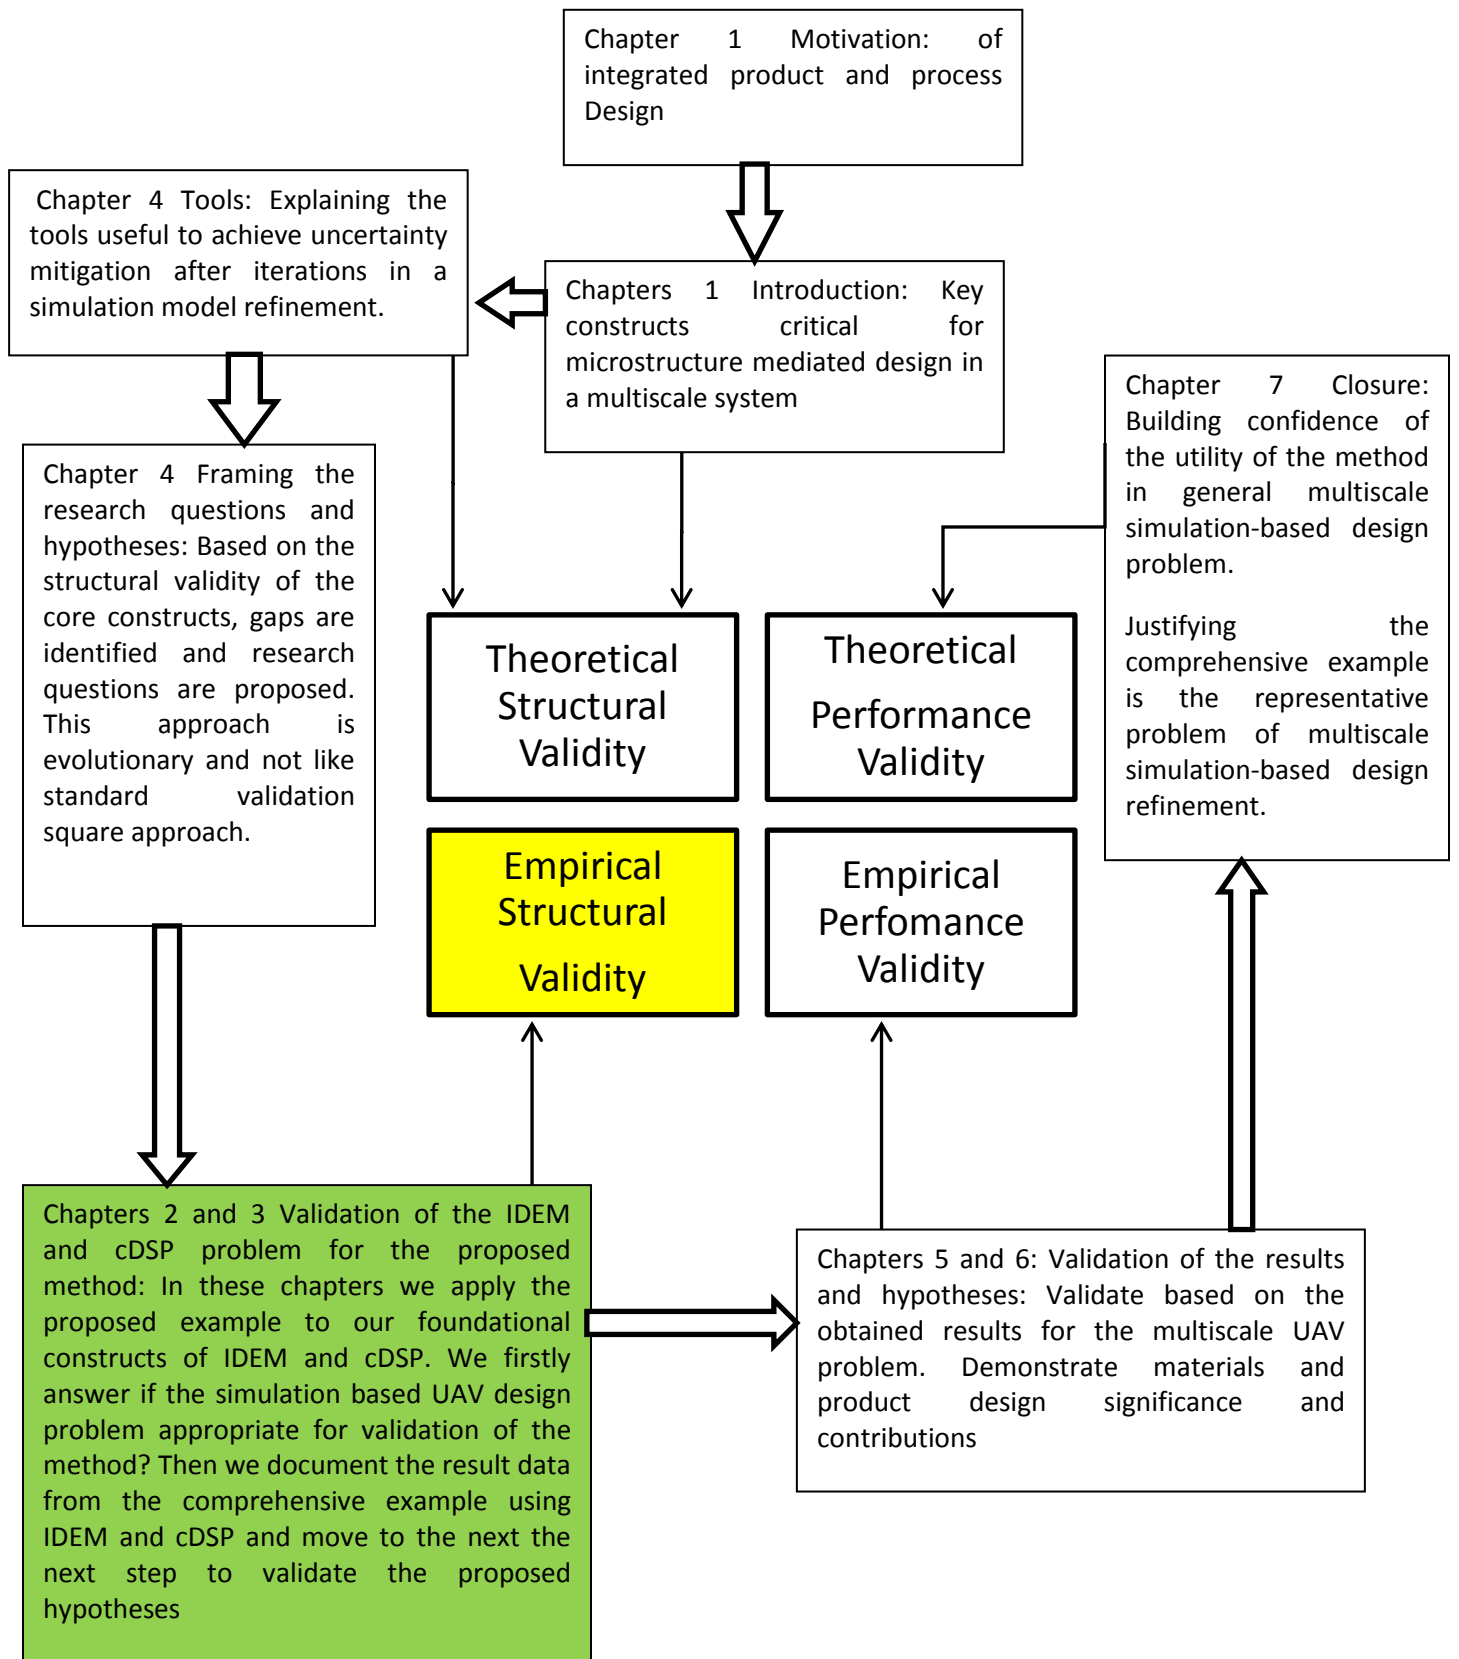 Chapter 1 Motivation: of
integrated product and process
Design
Chapter 4 Tools: Explaining the
tools useful to achieve uncertainty
mitigation after iterations in a
simulation model refinement.
Chapters 1 Introduction: Key
constructs critical for
microstructure mediated design in
a multiscale system
Chapter 4 Framing the
research questions and
hypotheses: Based on the
structural validity of the
core constructs, gaps are
identified and research
questions are proposed.
This approach is
evolutionary and not like
standard validation
square approach.
Chapter 7 Closure:
Building confidence of
the utility of the method
in general multiscale
simulation-based design
problem.
Justifying the
comprehensive example
is the representative
problem of multiscale
simulation-based design
refinement.
Theoretical
Structural
Validity
Theoretical
Performance
Validity
Empirical
Structural
Validity
Empirical
Perfomance
Validity
Chapters 2 and 3 Validation of the IDEM
and cDSP problem for the proposed
method: In these chapters we apply the
proposed example to our foundational
constructs of IDEM and cDSP. We firstly
answer if the simulation based UAV design
problem appropriate for validation of the
method? Then we document the result data
from the comprehensive example using
IDEM and cDSP and move to the next the
next step to validate the proposed
hypotheses
Chapters 5 and 6: Validation of the results
and hypotheses: Validate based on the
obtained results for the multiscale UAV
problem. Demonstrate materials and
product design significance and
contributions